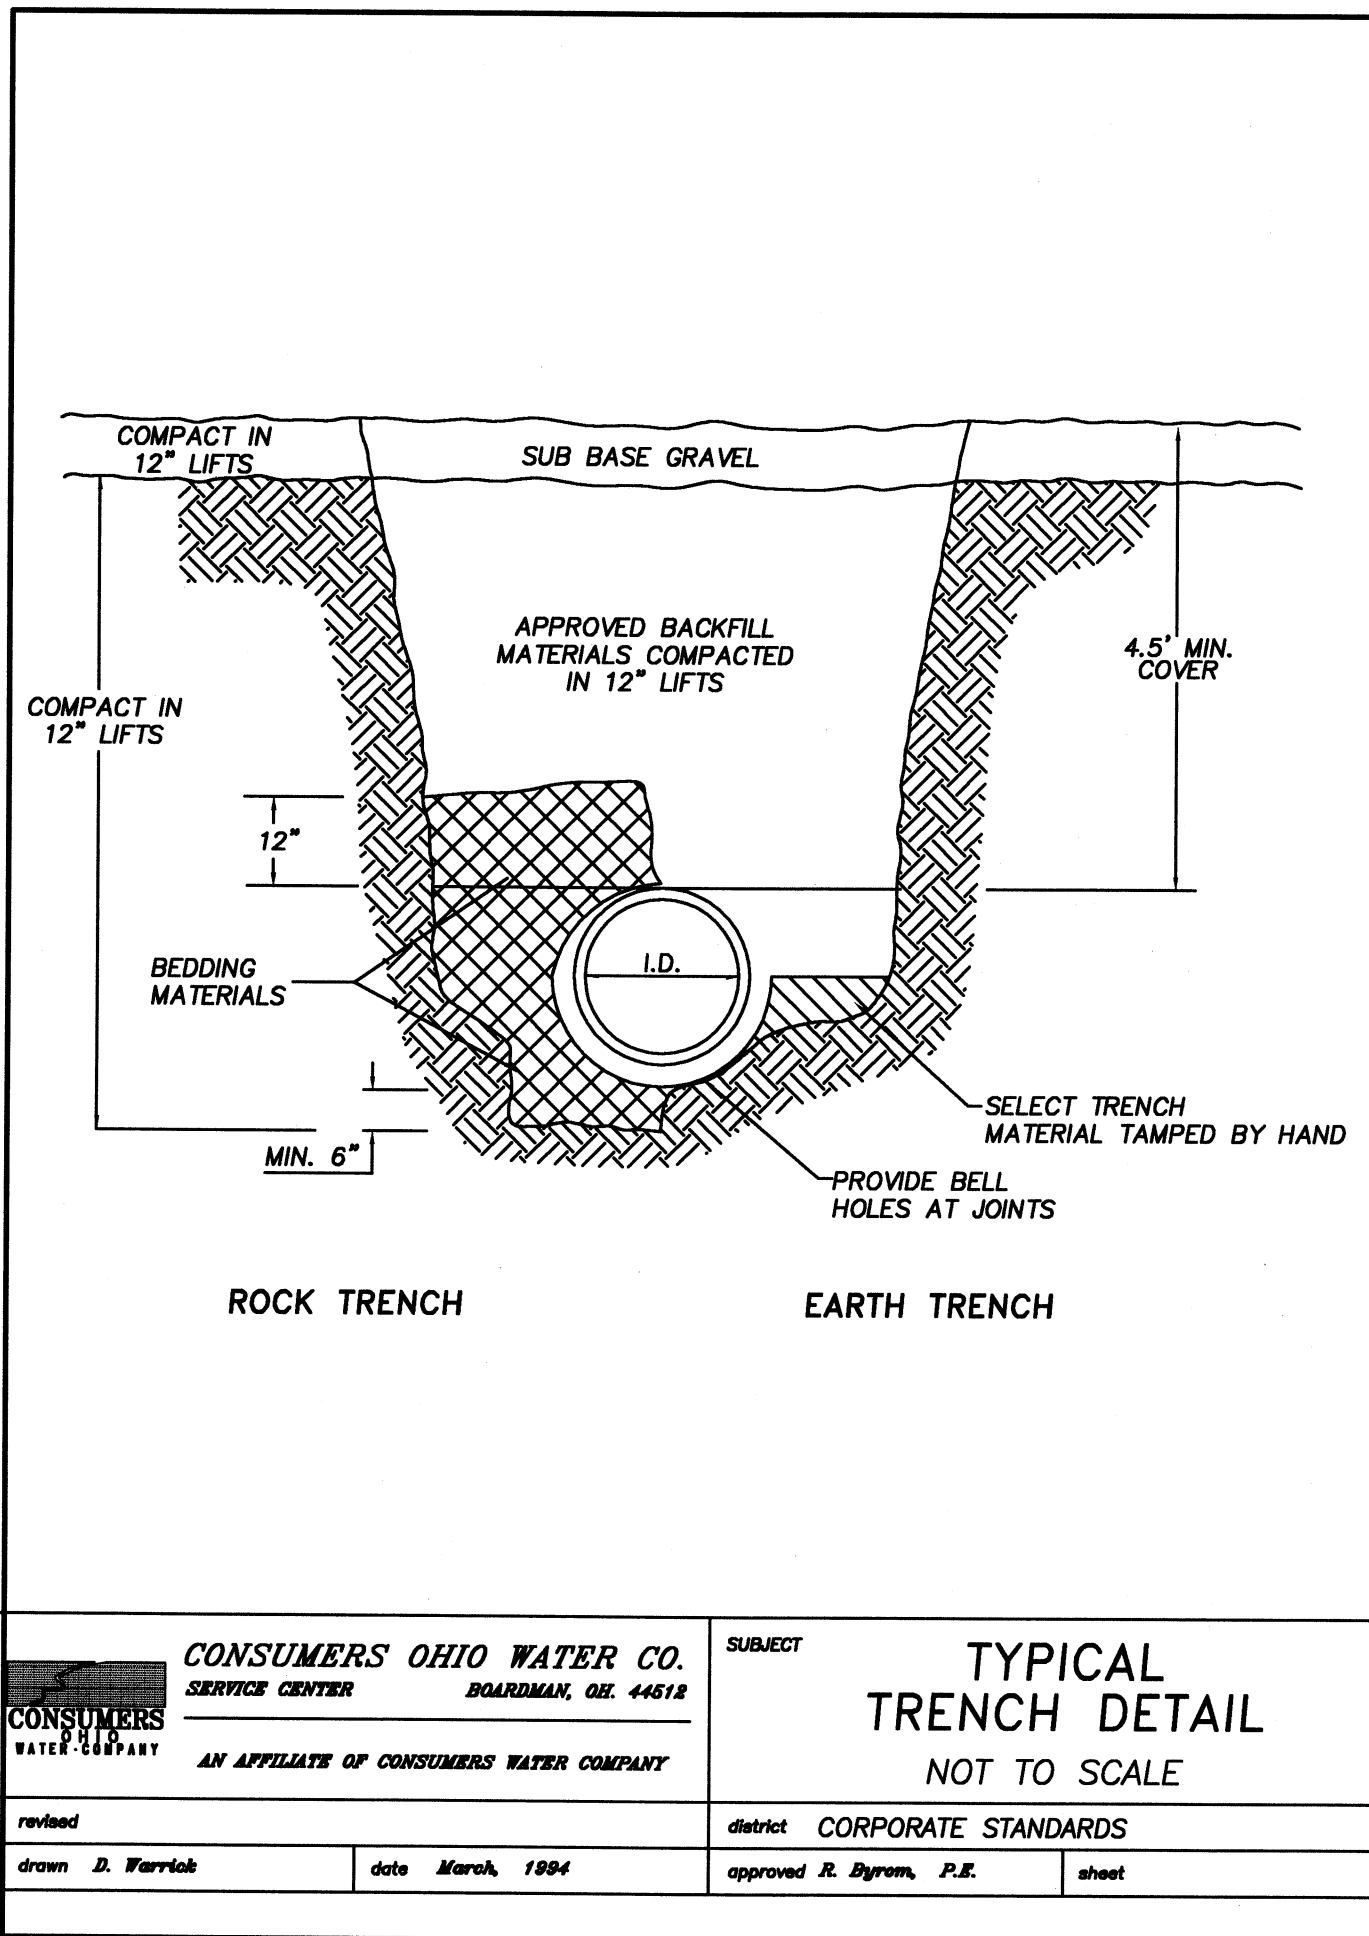 COMPACT IN
12" LIFTS
SUB BASE GRAVEL
APPROVED BACKFILL
MATERIALS COMPACTED
IN 12" LIFTS
4.5' MIN.
COVER
COMPACT IN
12" LIFTS
12"
I.D.
BEDDING
MATERIALS
SELECT TRENCH
MATERIAL TAMPED BY HAND
MIN. 6"
PROVIDE BELL
HOLES AT JOINTS
ROCK TRENCH
EARTH TRENCH
CONSUMERS
OHIO
WATER·COMPANY
CONSUMERS OHIO WATER CO.
SERVICE CENTER BOARDMAN, OH. 44512
AN AFFILIATE OF CONSUMERS WATER COMPANY
SUBJECT
TYPICAL
TRENCH DETAIL
NOT TO SCALE
revised
district CORPORATE STANDARDS
drawn D. Warrick
date March, 1994
approved R. Byrom, P.E.
sheet